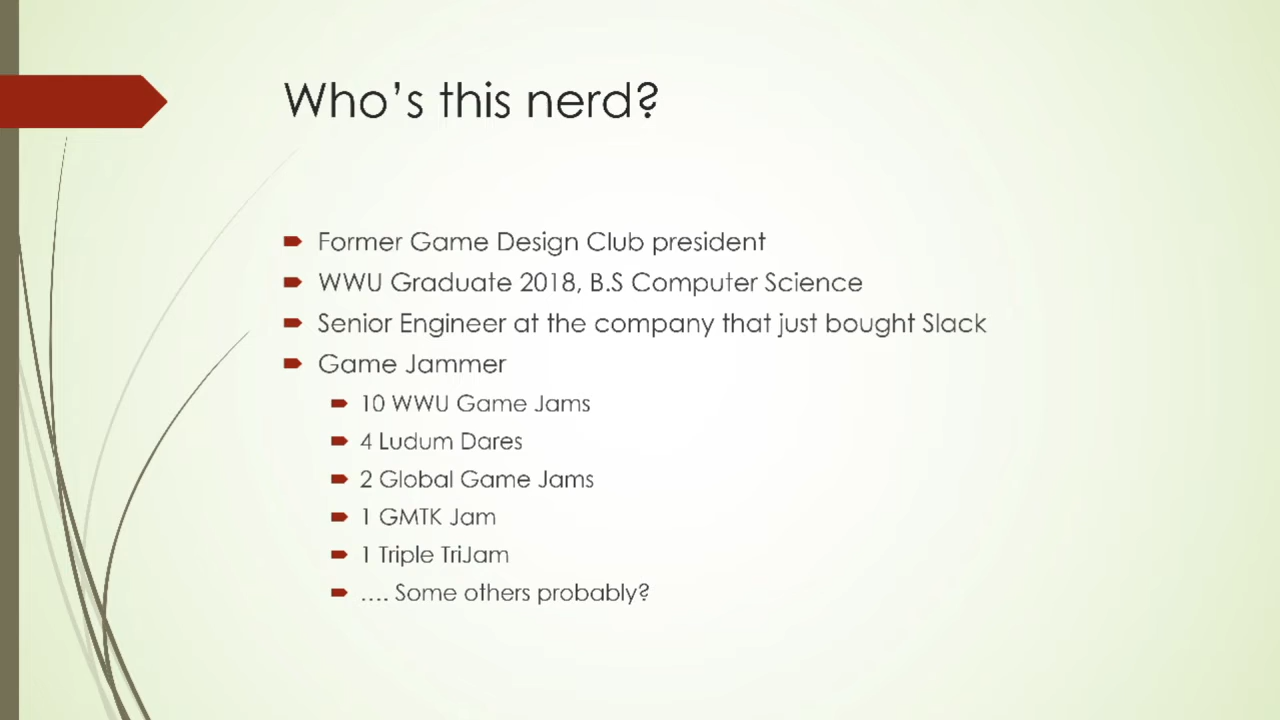 Who's this nerd?
Former Game Design Club president
WWU Graduate 2018, B.S Computer Science
Senior Engineer at the company that just bought Slack
Game Jammer
10 WWU Game Jams
4 Ludum Dares
2 Global Game Jams
1 GMTK Jam
1 Triple TriJam
.... Some others probably?